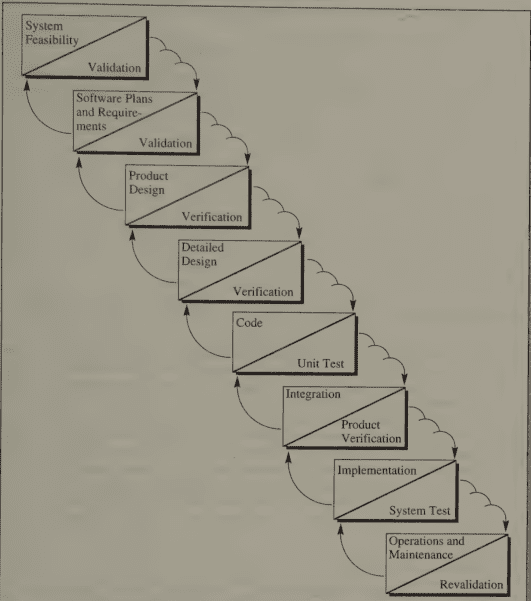 System
Feasibility
Validation
Software Plans
and Require-
ments
Validation
Product
Design
Verification
Detailed
Design
Verification
Code
Unit Test
Integration
Product
Verification
Implementation
System Test
Operations and
Maintenance
Revalidation